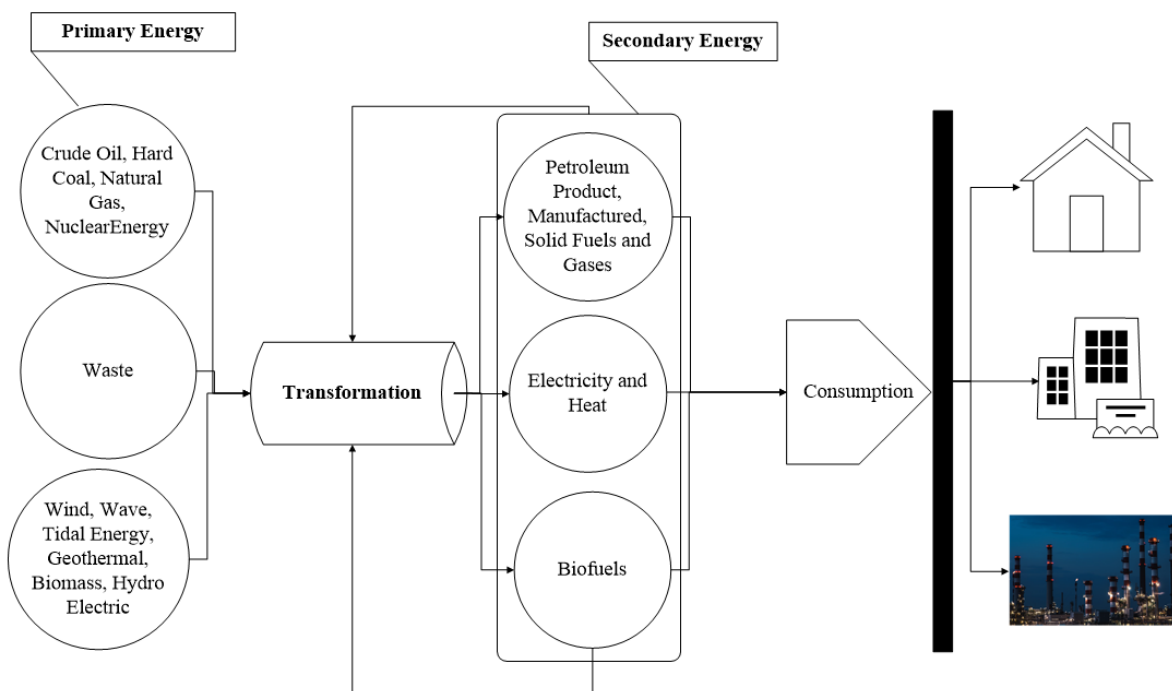 Primary Energy
Secondary Energy
Crude Oil, Hard
Coal, Natural
Gas,
NuclearEnergy
Waste
Wind, Wave,
Tidal Energy,
Geothermal,
Biomass, Hydro
Electric
Transformation
Petroleum
Product,
Manufactured,
Solid Fuels and
Gases
Electricity and
Heat
Biofuels
Consumption